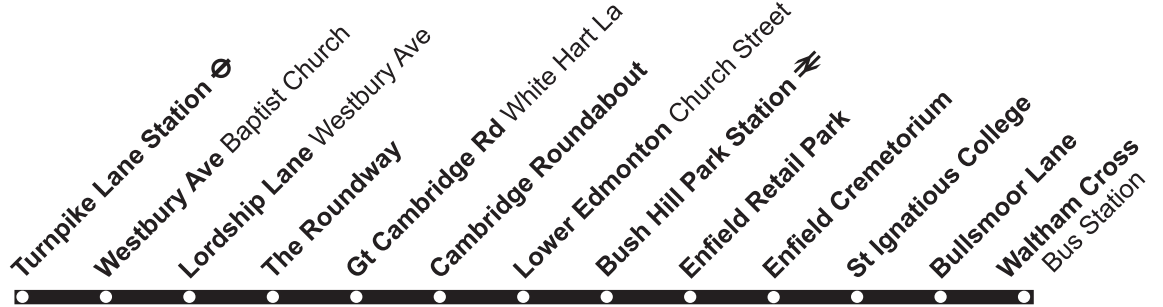 Turnpike Lane Station
Westbury Ave Baptist Church
Lordship Lane Westbury Ave
The Roundway
Gt Cambridge Rd White Hart La
Cambridge Roundabout
Lower Edmonton Church Street
Bush Hill Park Station
Enfield Retail Park
Enfield Cremetorium
St Ignatious College
Bullsmoor Lane
Waltham Cross
Bus Station